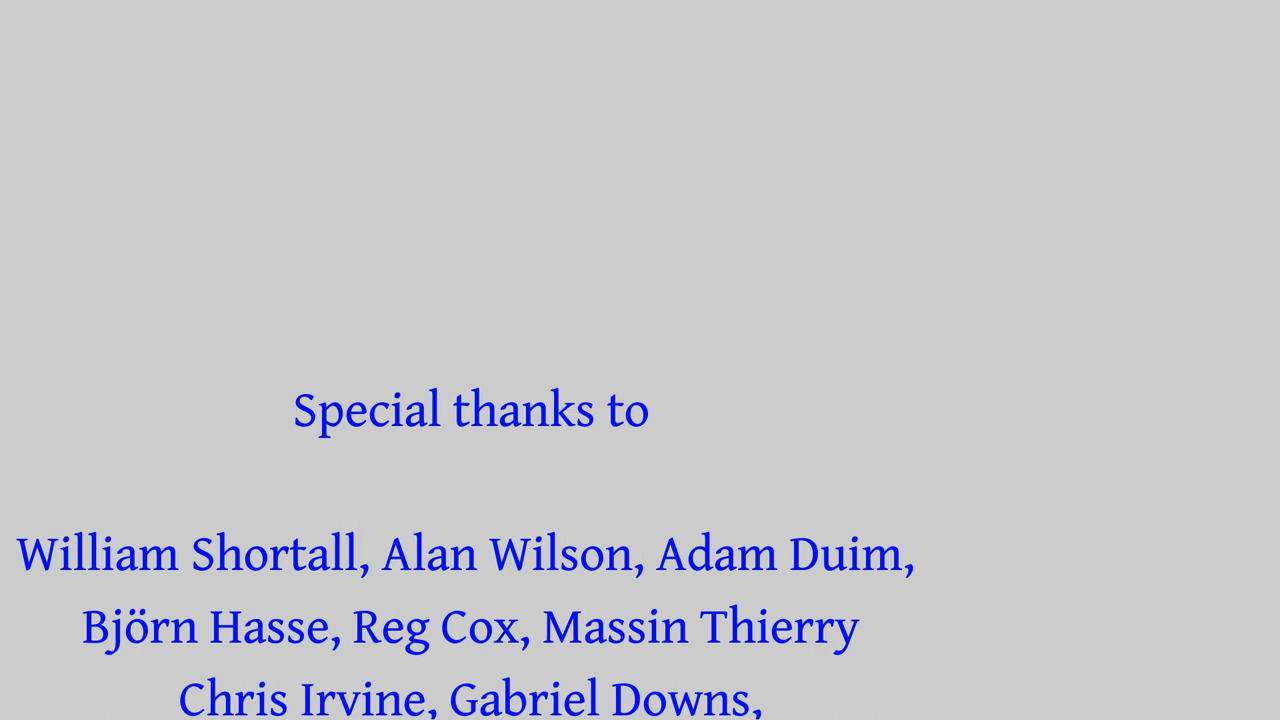 Special thanks to
William Shortall, Alan Wilson, Adam Duim,
Björn Hasse, Reg Cox, Massin Thierry
Chris Irvine, Gabriel Downs,